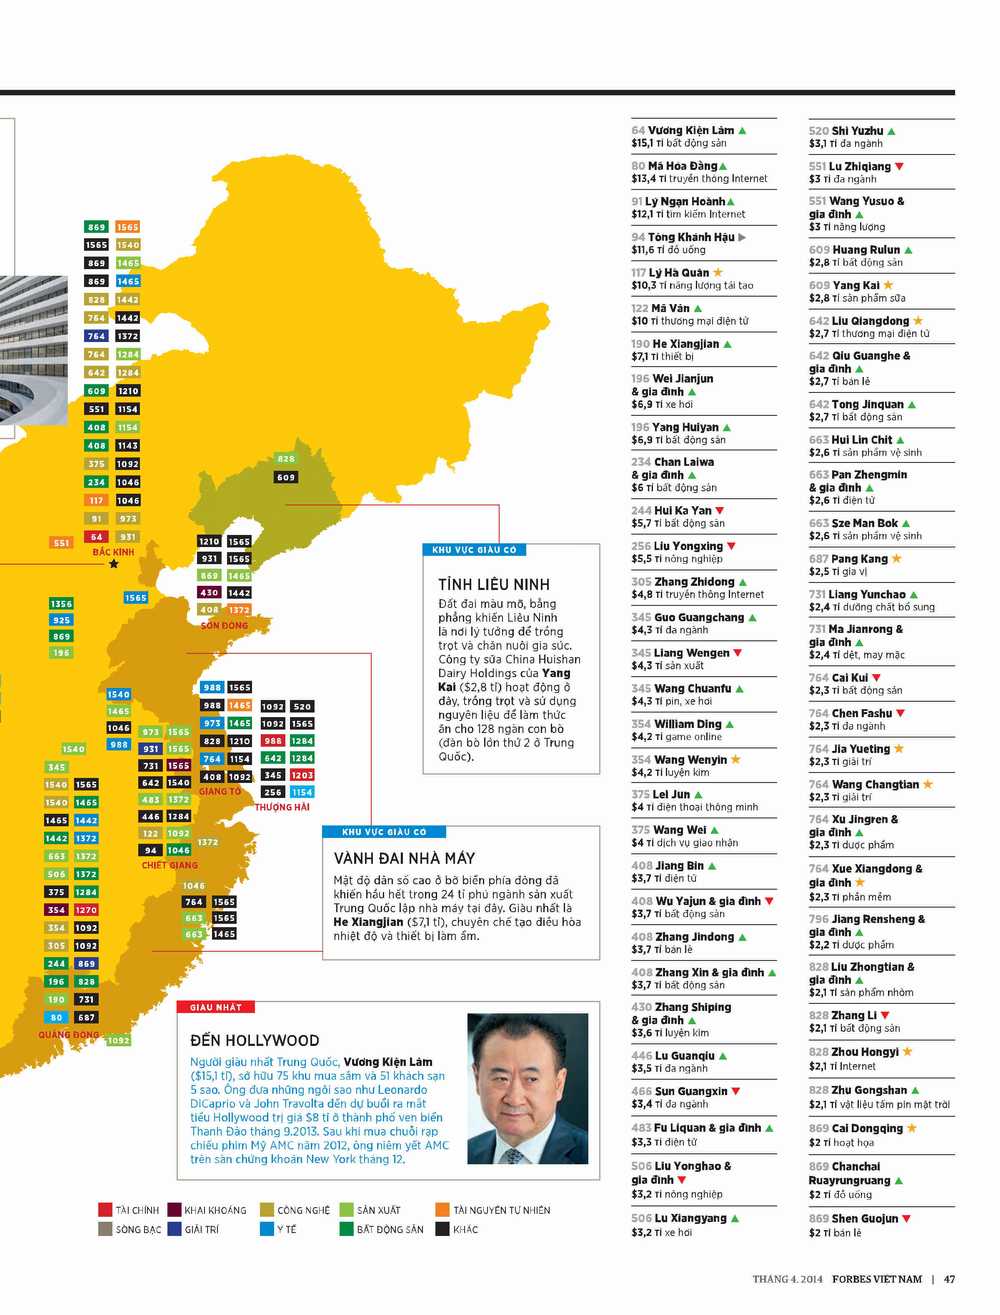 869 1565
1565 1540
869 1465
869 1465
828 1442
764 1442
764 1372
764 1284
642 1284
609 1210
551 1154
408 1154
408 1143
375 1092
234 1046
117 1046
91 973
64 931
BẮC KINH
551
1565
1356
925
869
196
828
609
1210 1565
931 1565
869 1465
430 1442
408 1372
SƠN ĐÔNG
1540
1465
1046
988
988 1565
988 1465
973 1465
828 1210
764 1154
408 1092
GIANG TÔ
1092 520
1092 1565
988 1284
642 1284
345 1203
256 1154
THƯỢNG HẢI
973 1565
931 1565
731 1565
642 1540
483 1372
446 1284
122 1092
94 1046
CHIẾT GIANG
1372
1540
345
1540 1565
1540 1465
1465 1442
1442 1372
663 1372
506 1372
375 1284
354 1270
354 1092
305 1092
244 869
196 828
190 731
80 687
QUẢNG ĐÔNG
1092
1046
764 1565
663 1565
663 1465
KHU VỰC GIÀU CÓ
TỈNH LIÊU NINH
Đất đai màu mỡ, bằng
phẳng khiến Liêu Ninh
là nơi lý tưởng để trồng
trọt và chăn nuôi gia súc.
Công ty sữa China Huishan
Dairy Holdings của Yang
Kai ($2,8 tỉ) hoạt động ở
đây, trồng trọt và sử dụng
nguyên liệu để làm thức
ăn cho 128 ngàn con bò
(đàn bò lớn thứ 2 ở Trung
Quốc).
KHU VỰC GIÀU CÓ
VÀNH ĐAI NHÀ MÁY
Mật độ dân số cao ở bờ biển phía đông đã
khiến hầu hết trong 24 tỉ phú ngành sản xuất
Trung Quốc lập nhà máy tại đây. Giàu nhất là
He Xiangjian ($7,1 tỉ), chuyên chế tạo điều hòa
nhiệt độ và thiết bị làm ấm.
GIÀU NHẤT
ĐẾN HOLLYWOOD
Người giàu nhất Trung Quốc, Vương Kiện Lâm
($15,1 tỉ), sở hữu 75 khu mua sắm và 51 khách sạn
5 sao. Ông đưa những ngôi sao như Leonardo
DiCaprio và John Travolta đến dự buổi ra mắt
tiểu Hollywood trị giá $8 tỉ ở thành phố ven biển
Thanh Đảo tháng 9.2013. Sau khi mua chuỗi rạp
chiếu phim Mỹ AMC năm 2012, ông niêm yết AMC
trên sàn chứng khoán New York tháng 12.
TÀI CHÍNH KHAI KHOÁNG CÔNG NGHỆ SẢN XUẤT TÀI NGUYÊN TỰ NHIÊN
SÒNG BẠC GIẢI TRÍ Y TẾ BẤT ĐỘNG SẢN KHÁC
64 Vương Kiện Lâm ▲
$15,1 Tỉ bất động sản
80 Mã Hóa Đằng ▲
$13,4 Tỉ truyền thông Internet
91 Lý Ngạn Hoành ▲
$12,1 Tỉ tìm kiếm Internet
94 Tông Khánh Hậu ▶
$11,6 Tỉ đồ uống
117 Lý Hà Quân ★
$10,3 Tỉ năng lượng tái tạo
122 Mã Vân ▲
$10 Tỉ thương mại điện tử
190 He Xiangjian ▲
$7,1 Tỉ thiết bị
196 Wei Jianjun
& gia đình ▲
$6,9 Tỉ xe hơi
196 Yang Huiyan ▲
$6,9 Tỉ bất động sản
234 Chan Laiwa
& gia đình ▲
$6 Tỉ bất động sản
244 Hui Ka Yan ▼
$5,7 Tỉ bất động sản
256 Liu Yongxing ▼
$5,5 Tỉ nông nghiệp
305 Zhang Zhidong ▲
$4,8 Tỉ truyền thông Internet
345 Guo Guangchang ▲
$4,3 Tỉ đa ngành
345 Liang Wengen ▼
$4,3 Tỉ sản xuất
345 Wang Chuanfu ▲
$4,3 Tỉ pin, xe hơi
354 William Ding ▲
$4,2 Tỉ game online
354 Wang Wenyin ★
$4,2 Tỉ luyện kim
375 Lei Jun ▲
$4 Tỉ điện thoại thông minh
375 Wang Wei ▲
$4 Tỉ dịch vụ giao nhận
408 Jiang Bin ▲
$3,7 Tỉ điện tử
408 Wu Yajun & gia đình ▼
$3,7 Tỉ bất động sản
408 Zhang Jindong ▲
$3,7 Tỉ bán lẻ
408 Zhang Xin & gia đình ▲
$3,7 Tỉ bất động sản
430 Zhang Shiping
& gia đình ▲
$3,6 Tỉ luyện kim
446 Lu Guanqiu ▲
$3,5 Tỉ đa ngành
466 Sun Guangxin ▼
$3,4 Tỉ đa ngành
483 Fu Liquan & gia đình ▲
$3,3 Tỉ điện tử
506 Liu Yonghao &
gia đình ▼
$3,2 Tỉ nông nghiệp
506 Lu Xiangyang ▲
$3,2 Tỉ xe hơi
520 Shi Yuzhu ▲
$3,1 Tỉ đa ngành
551 Lu Zhiqiang ▼
$3 Tỉ đa ngành
551 Wang Yusuo &
gia đình ▲
$3 Tỉ năng lượng
609 Huang Rulun ▲
$2,8 Tỉ bất động sản
609 Yang Kai ★
$2,8 Tỉ sản phẩm sữa
642 Liu Qiangdong ★
$2,7 Tỉ thương mại điện tử
642 Qiu Guanghe &
gia đình ▲
$2,7 Tỉ bán lẻ
642 Tong Jinquan ▲
$2,7 Tỉ bất động sản
663 Hui Lin Chit ▲
$2,6 Tỉ sản phẩm vệ sinh
663 Pan Zhengmin
& gia đình ▲
$2,6 Tỉ điện tử
663 Sze Man Bok ▲
$2,6 Tỉ sản phẩm vệ sinh
687 Pang Kang ★
$2,5 Tỉ gia vị
731 Liang Yunchao ▲
$2,4 Tỉ dưỡng chất bổ sung
731 Ma Jianrong &
gia đình ▲
$2,4 Tỉ dệt, may mặc
764 Cai Kui ▼
$2,3 Tỉ bất động sản
764 Chen Fashu ▼
$2,3 Tỉ đa ngành
764 Jia Yueting ★
$2,3 Tỉ giải trí
764 Wang Changtian ★
$2,3 Tỉ giải trí
764 Xu Jingren &
gia đình ▲
$2,3 Tỉ dược phẩm
764 Xue Xiangdong &
gia đình ★
$2,3 Tỉ phần mềm
796 Jiang Rensheng &
gia đình ▲
$2,2 Tỉ dược phẩm
828 Liu Zhongtian &
gia đình ▲
$2,1 Tỉ sản phẩm nhôm
828 Zhang Li ▼
$2,1 Tỉ bất động sản
828 Zhou Hongyi ★
$2,1 Tỉ Internet
828 Zhu Gongshan ▲
$2,1 Tỉ vật liệu tấm pin mặt trời
869 Cai Dongqing ★
$2 Tỉ hoạt họa
869 Chanchai
Ruayrungruang ▲
$2 Tỉ đồ uống
869 Shen Guojun ▼
$2 Tỉ bán lẻ
THÁNG 4. 2014 FORBES VIỆT NAM | 47